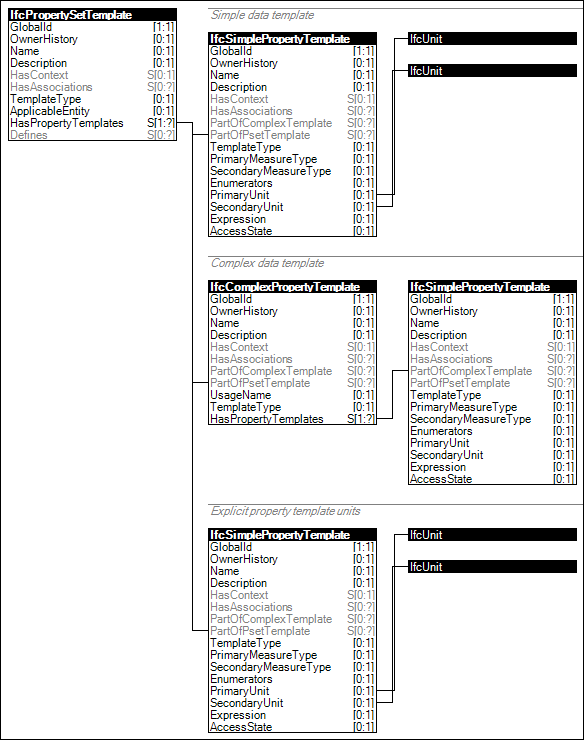 IfcPropertySetTemplate
GlobalId [1:1]
OwnerHistory [0:1]
Name [0:1]
Description [0:1]
HasContext S[0:1]
HasAssociations S[0:?]
TemplateType [0:1]
ApplicableEntity [0:1]
HasPropertyTemplates S[1:?]
Defines S[0:?]
Simple data template
IfcSimplePropertyTemplate
GlobalId [1:1]
OwnerHistory [0:1]
Name [0:1]
Description [0:1]
HasContext S[0:1]
HasAssociations S[0:?]
PartOfComplexTemplate S[0:?]
PartOfPsetTemplate S[0:?]
TemplateType [0:1]
PrimaryMeasureType [0:1]
SecondaryMeasureType [0:1]
Enumerators [0:1]
PrimaryUnit [0:1]
SecondaryUnit [0:1]
Expression [0:1]
AccessState [0:1]
IfcUnit
IfcUnit
Complex data template
IfcComplexPropertyTemplate
GlobalId [1:1]
OwnerHistory [0:1]
Name [0:1]
Description [0:1]
HasContext S[0:1]
HasAssociations S[0:?]
PartOfComplexTemplate S[0:?]
PartOfPsetTemplate S[0:?]
UsageName [0:1]
TemplateType [0:1]
HasPropertyTemplates S[1:?]
IfcSimplePropertyTemplate
GlobalId [1:1]
OwnerHistory [0:1]
Name [0:1]
Description [0:1]
HasContext S[0:1]
HasAssociations S[0:?]
PartOfComplexTemplate S[0:?]
PartOfPsetTemplate S[0:?]
TemplateType [0:1]
PrimaryMeasureType [0:1]
SecondaryMeasureType [0:1]
Enumerators [0:1]
PrimaryUnit [0:1]
SecondaryUnit [0:1]
Expression [0:1]
AccessState [0:1]
Explicit property template units
IfcSimplePropertyTemplate
GlobalId [1:1]
OwnerHistory [0:1]
Name [0:1]
Description [0:1]
HasContext S[0:1]
HasAssociations S[0:?]
PartOfComplexTemplate S[0:?]
PartOfPsetTemplate S[0:?]
TemplateType [0:1]
PrimaryMeasureType [0:1]
SecondaryMeasureType [0:1]
Enumerators [0:1]
PrimaryUnit [0:1]
SecondaryUnit [0:1]
Expression [0:1]
AccessState [0:1]
IfcUnit
IfcUnit